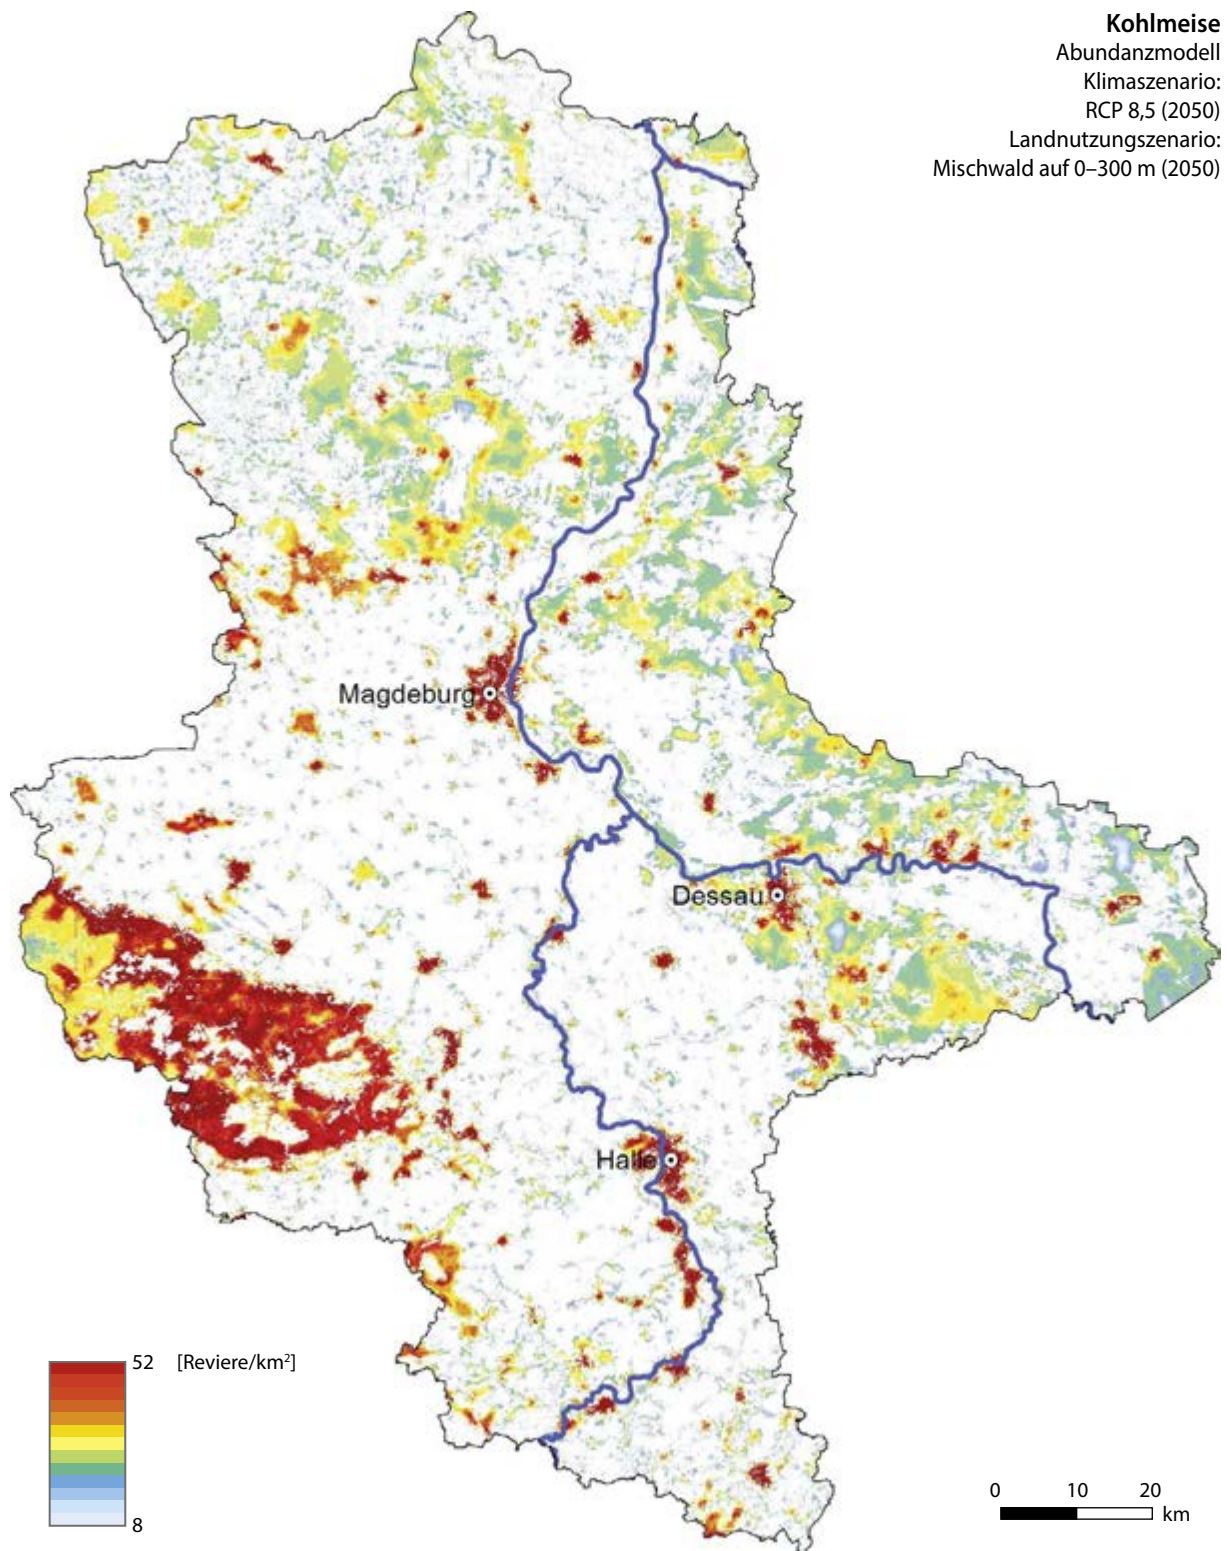 Kohlmeise
Abundanzmodell
Klimaszenario:
RCP 8,5 (2050)
Landnutzungszenario:
Mischwald auf 0–300 m (2050)
Magdeburg
Dessau
Halle
52 [Reviere/km²]
8
0 10 20
km